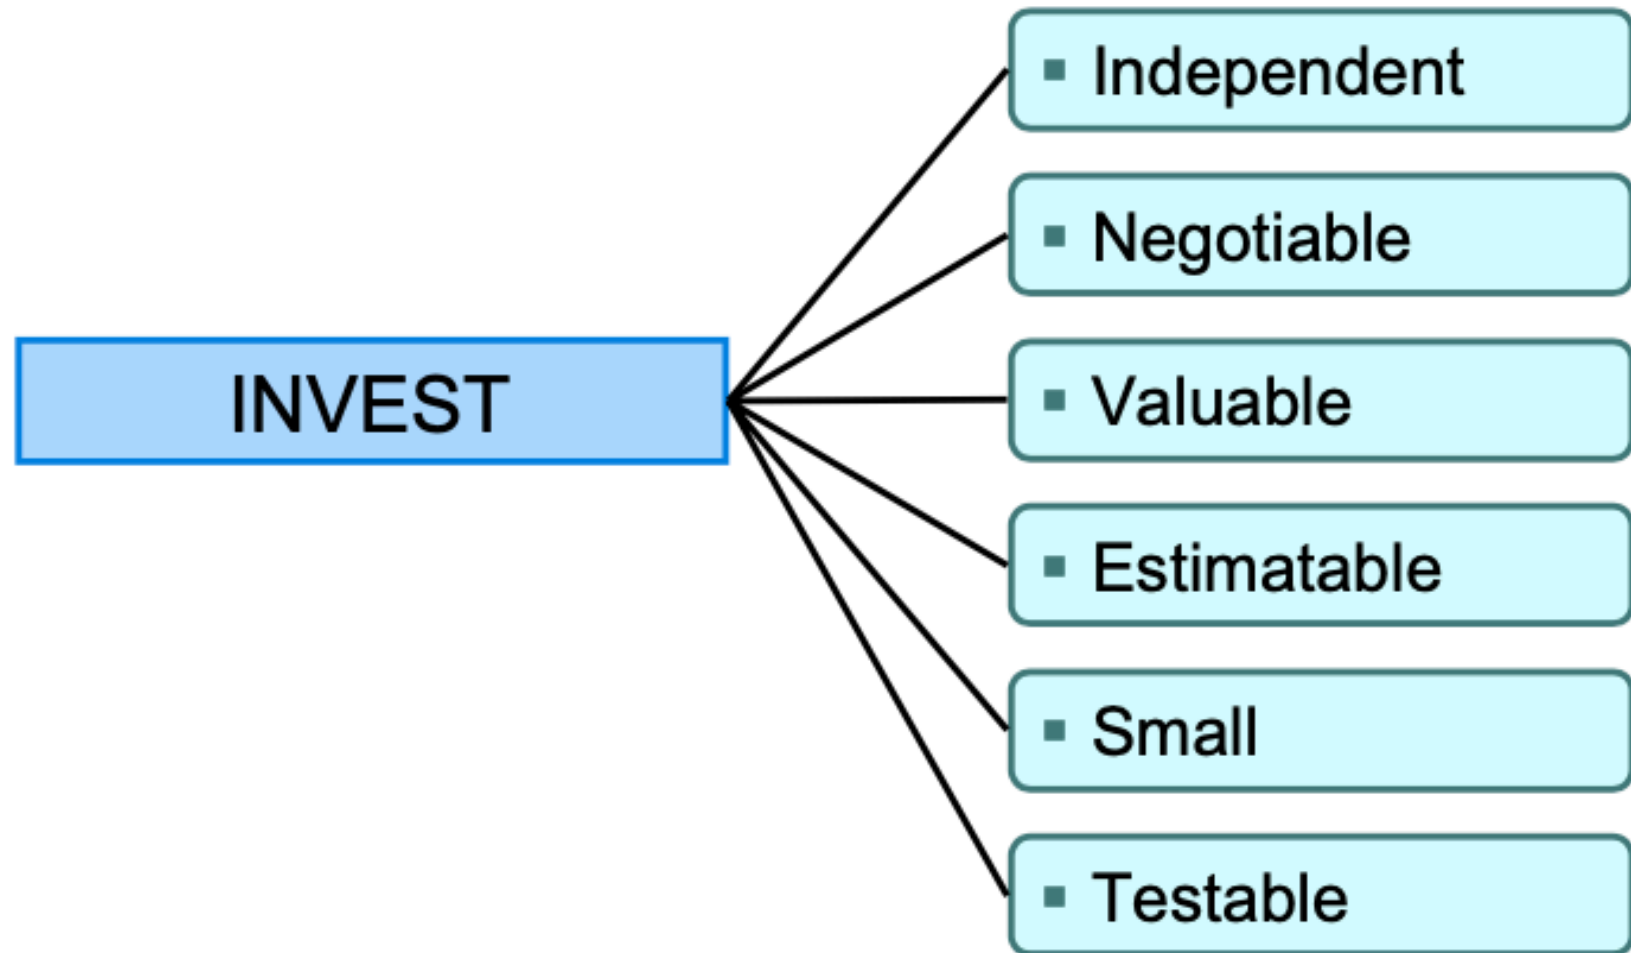 INVEST
Independent
Negotiable
Valuable
Estimatable
Small
Testable